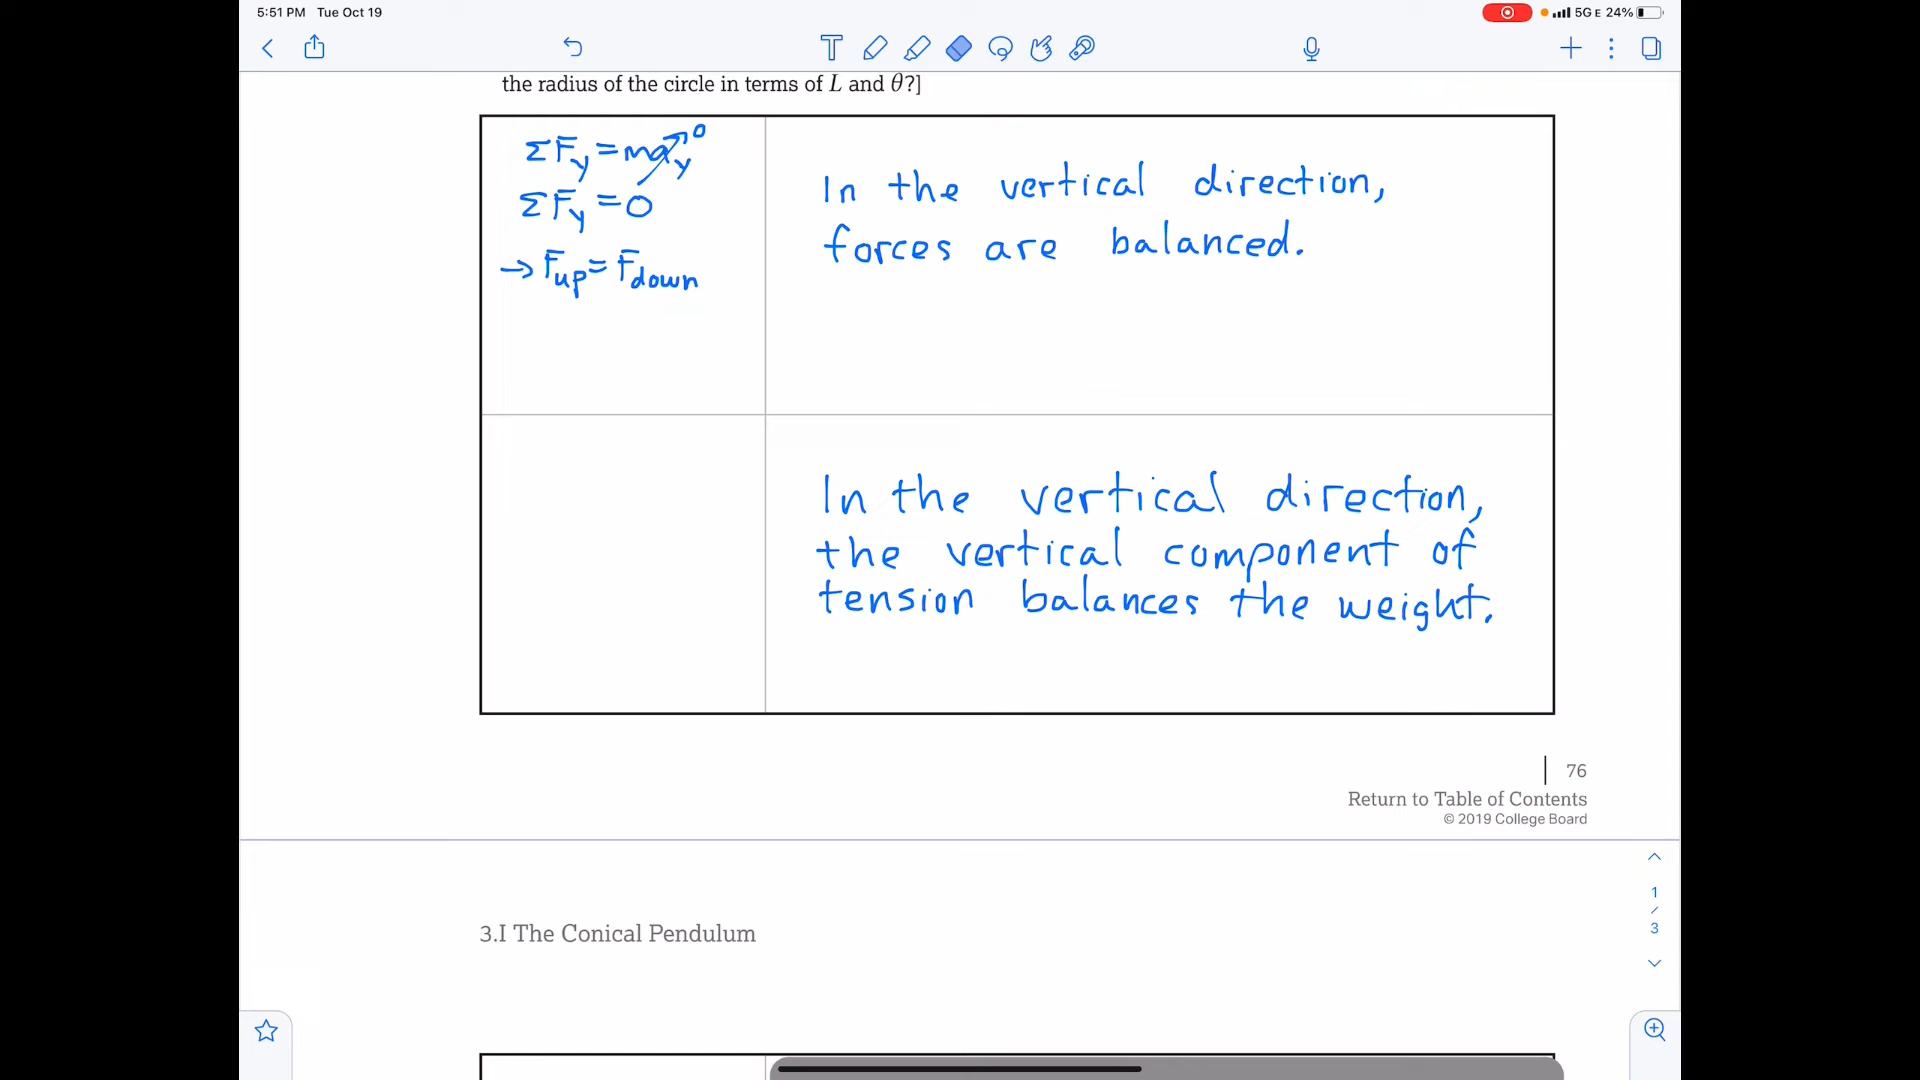 5:51 PM Tue Oct 19
5G E 24%
the radius of the circle in terms of L and θ?]
ΣFy = may → 0
ΣFy = 0
→ Fup = Fdown
In the vertical direction,
forces are balanced.
In the vertical direction,
the vertical component of
tension balances the weight.
76
Return to Table of Contents
© 2019 College Board
1
/
3
3.I The Conical Pendulum